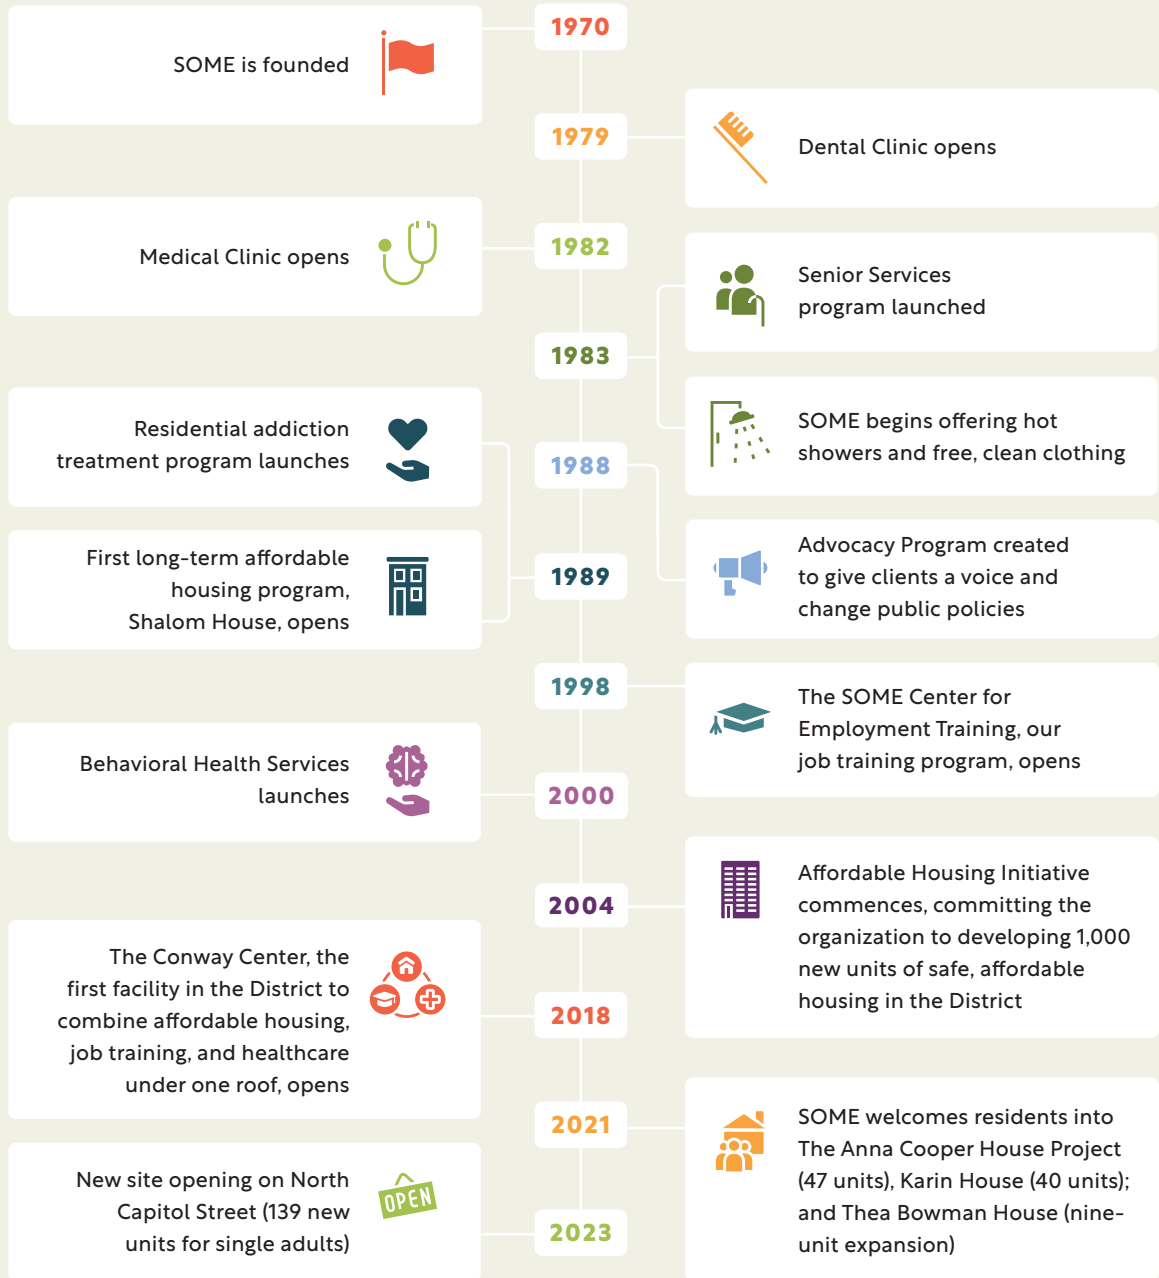 1970
SOME is founded
1979
Dental Clinic opens
1982
Medical Clinic opens
1983
Senior Services
program launched
SOME begins offering hot
showers and free, clean clothing
1988
Advocacy Program created
to give clients a voice and
change public policies
1989
Residential addiction
treatment program launches
First long-term affordable
housing program,
Shalom House, opens
1998
The SOME Center for
Employment Training, our
job training program, opens
2000
Behavioral Health Services
launches
2004
Affordable Housing Initiative
commences, committing the
organization to developing 1,000
new units of safe, affordable
housing in the District
2018
The Conway Center, the
first facility in the District to
combine affordable housing,
job training, and healthcare
under one roof, opens
2021
SOME welcomes residents into
The Anna Cooper House Project
(47 units), Karin House (40 units);
and Thea Bowman House (nine-
unit expansion)
2023
New site opening on North
Capitol Street (139 new
units for single adults)
OPEN